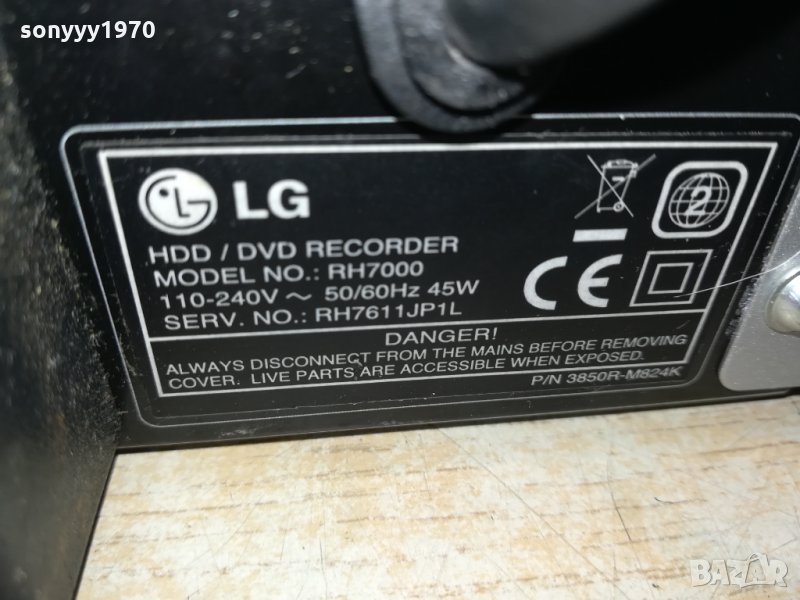 sonyyy1970
LG
2
HDD / DVD RECORDER
MODEL NO.: RH7000
110-240V ~ 50/60Hz 45W
SERV. NO.: RH7611JP1L
CE
DANGER!
ALWAYS DISCONNECT FROM THE MAINS BEFORE REMOVING
COVER. LIVE PARTS ARE ACCESSIBLE WHEN EXPOSED.
P/N 3850R-M824K
BAZAR